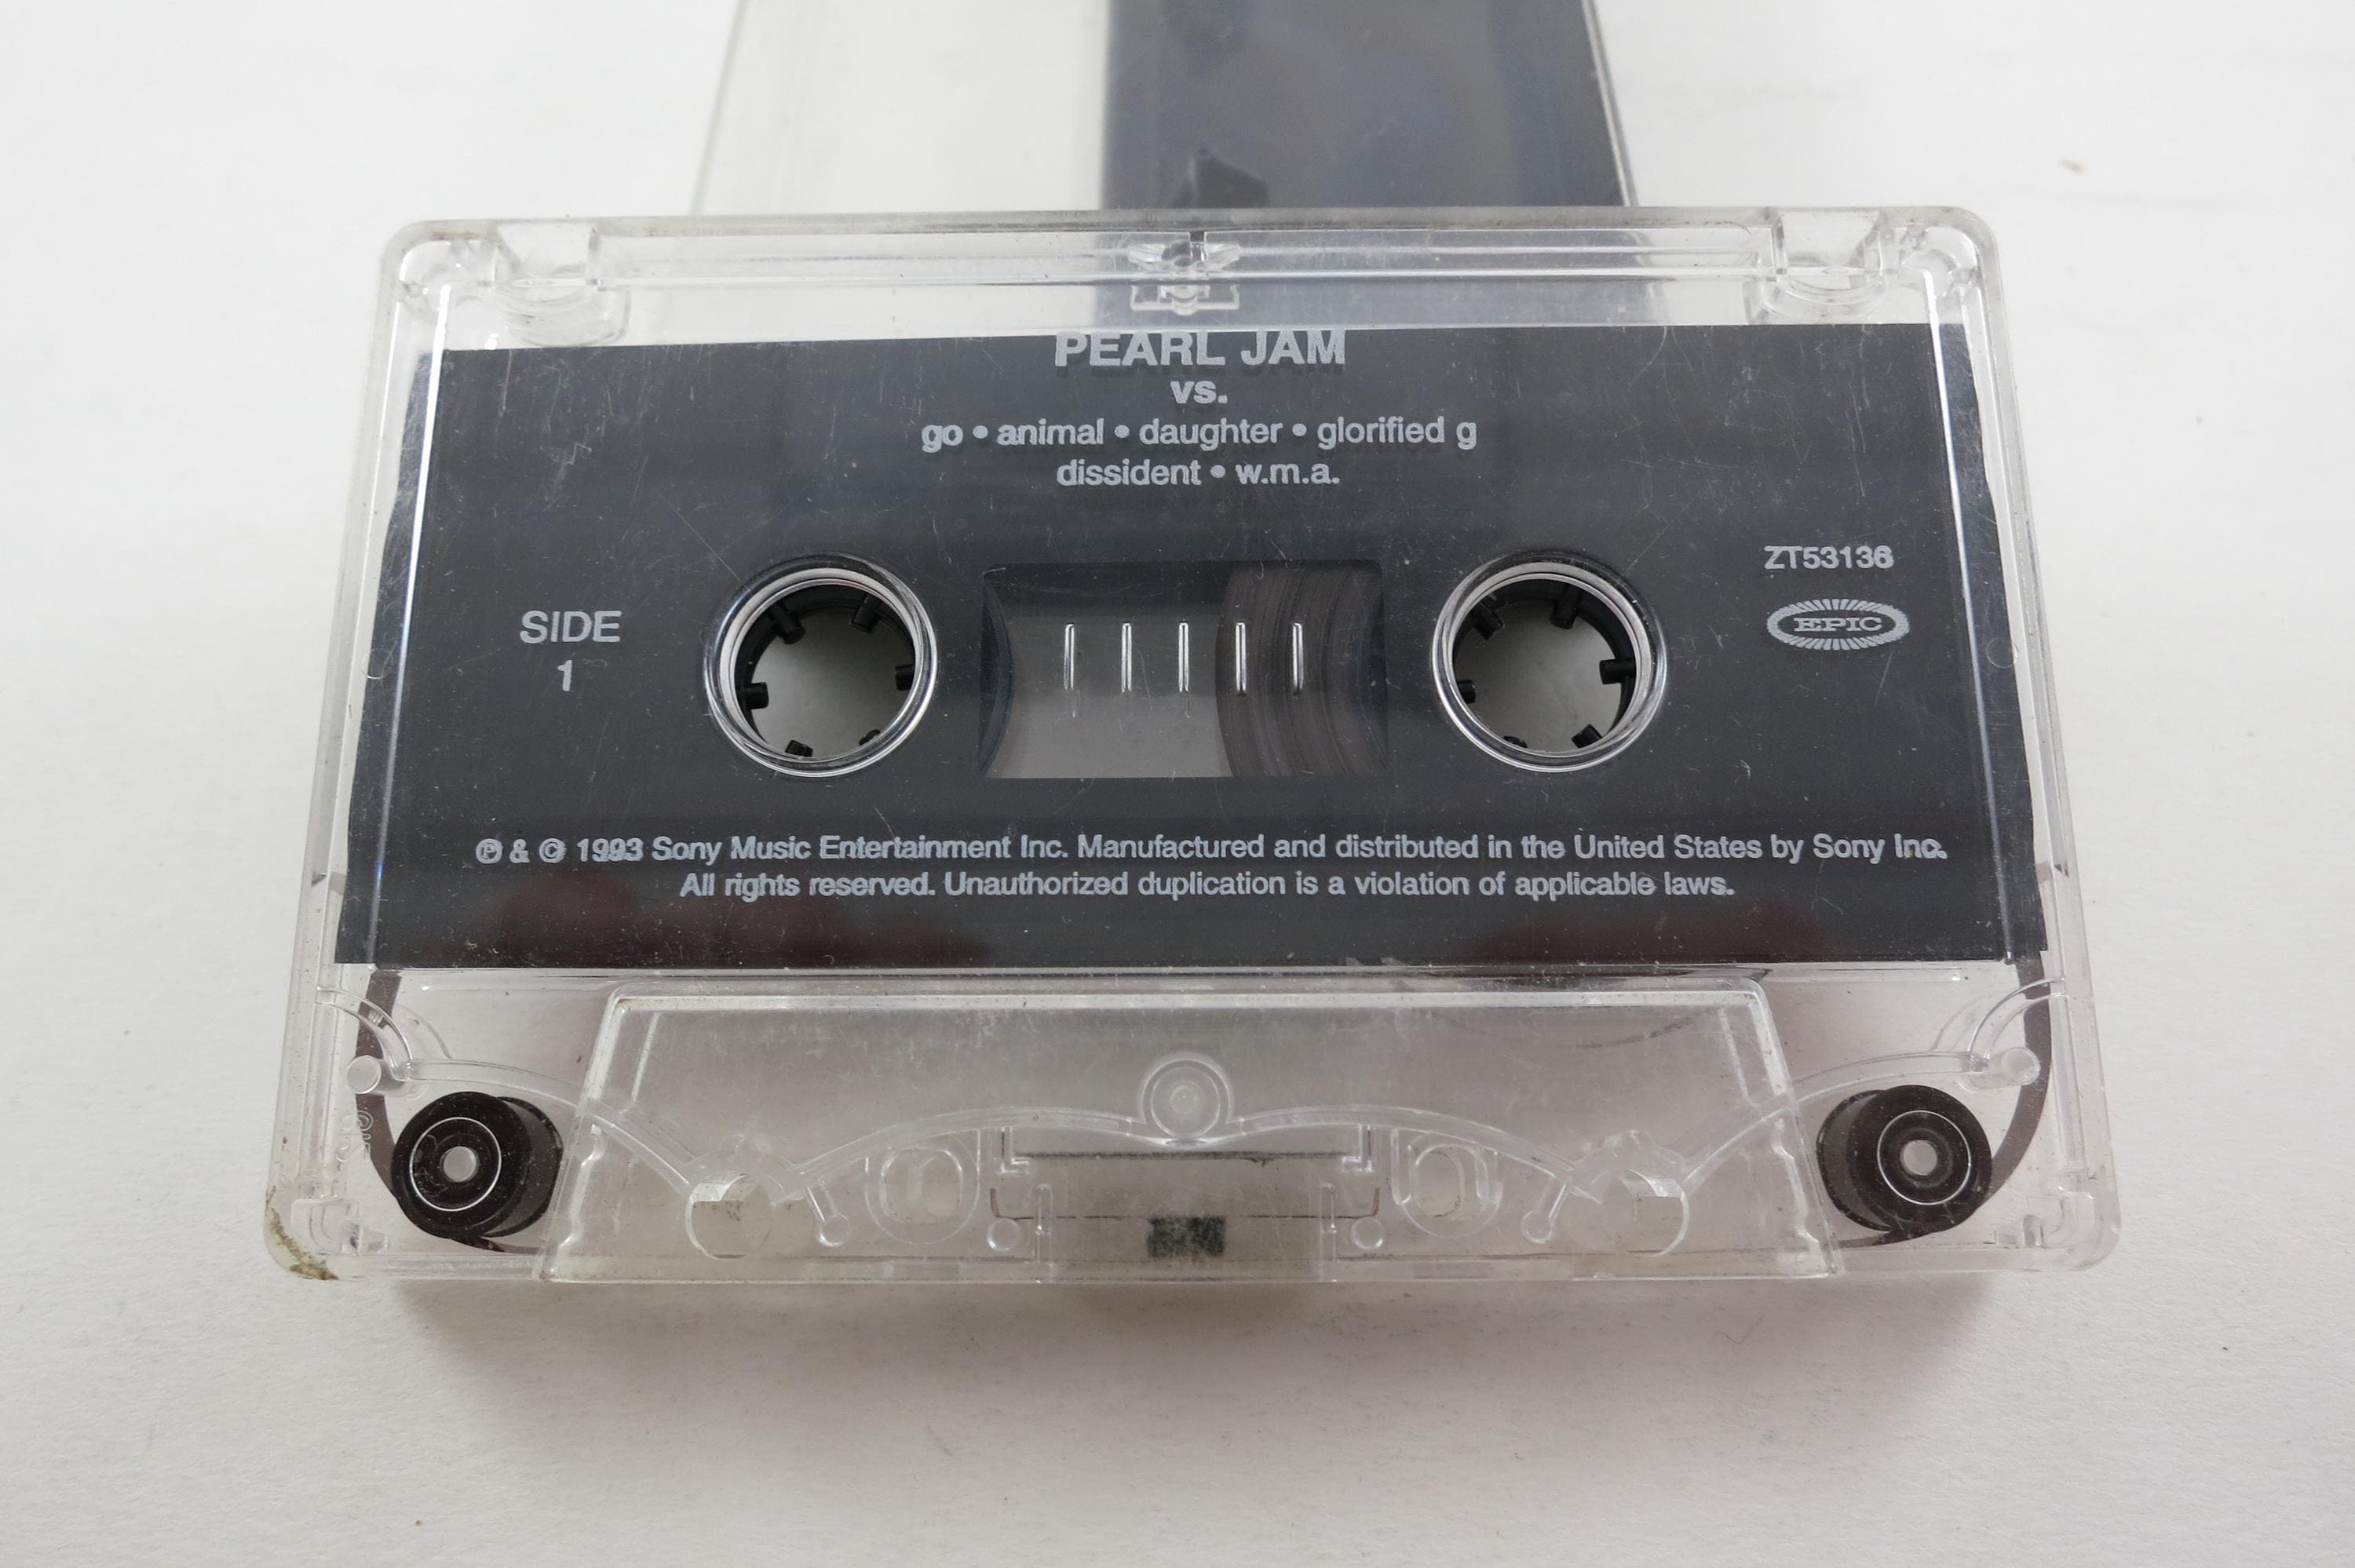 PEARL JAM
vs.
go • animal • daughter • glorified g
dissident • w.m.a.
ZT53136
EPIC
SIDE
1
℗ & © 1993 Sony Music Entertainment Inc. Manufactured and distributed in the United States by Sony Inc.
All rights reserved. Unauthorized duplication is a violation of applicable laws.